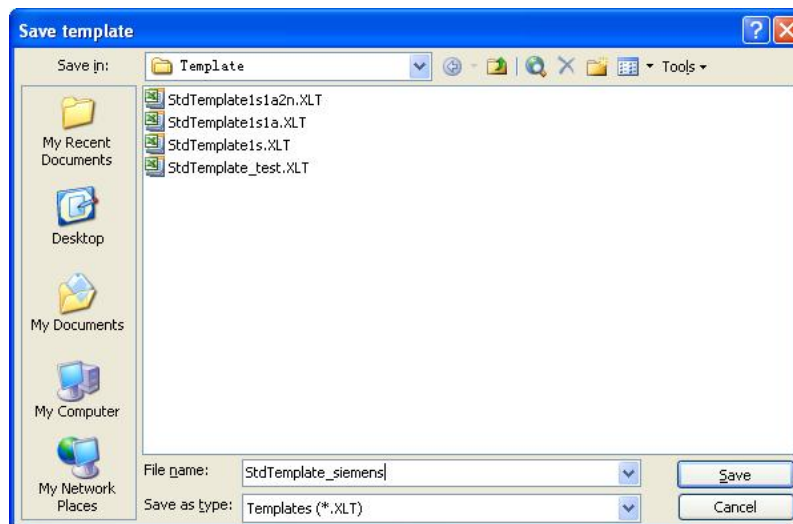 Save template
Save in:
Template
Tools
StdTemplate1s1a2n.XLT
StdTemplate1s1a.XLT
StdTemplate1s.XLT
StdTemplate_test.XLT
My Recent
Documents
Desktop
My Documents
My Computer
My Network
Places
File name:
StdTemplate_siemens
Save
Save as type:
Templates (*.XLT)
Cancel